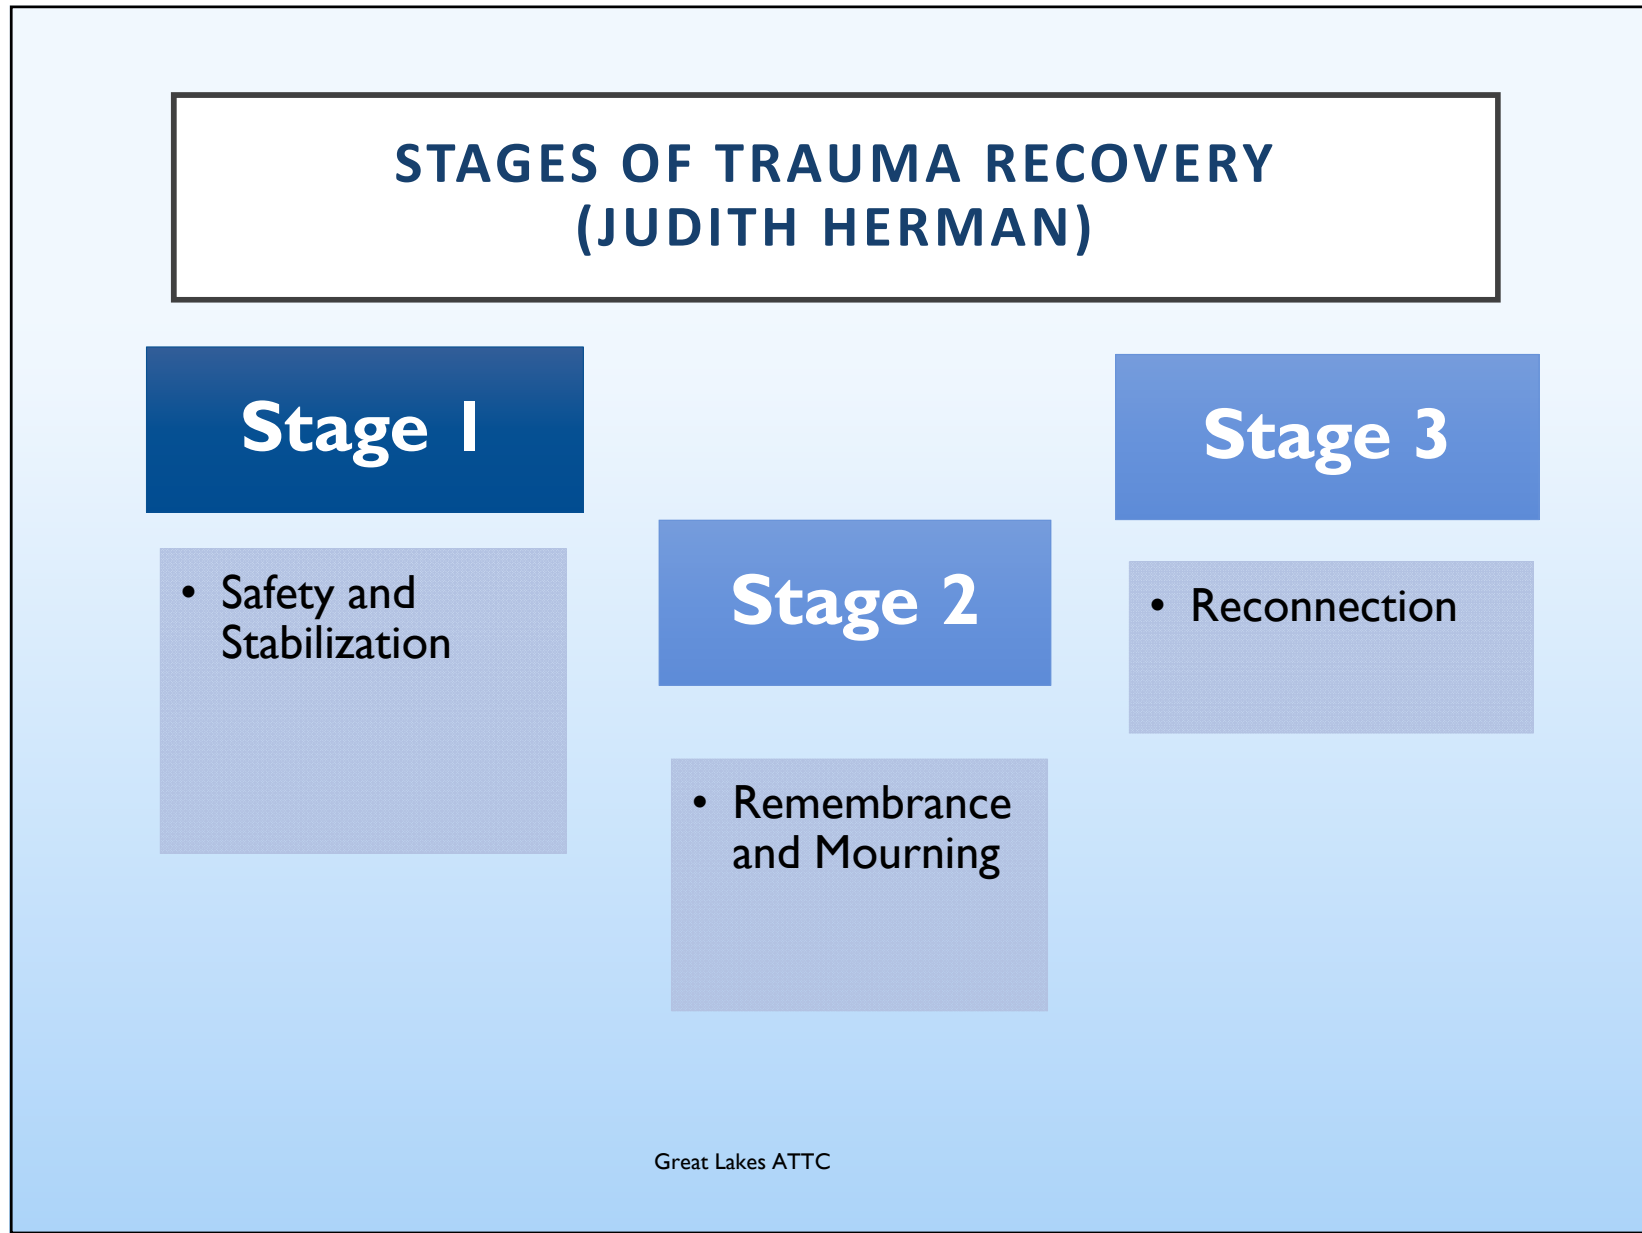 STAGES OF TRAUMA RECOVERY
(JUDITH HERMAN)
Stage 1
• Safety and
Stabilization
Stage 2
• Remembrance
and Mourning
Stage 3
• Reconnection
Great Lakes ATTC